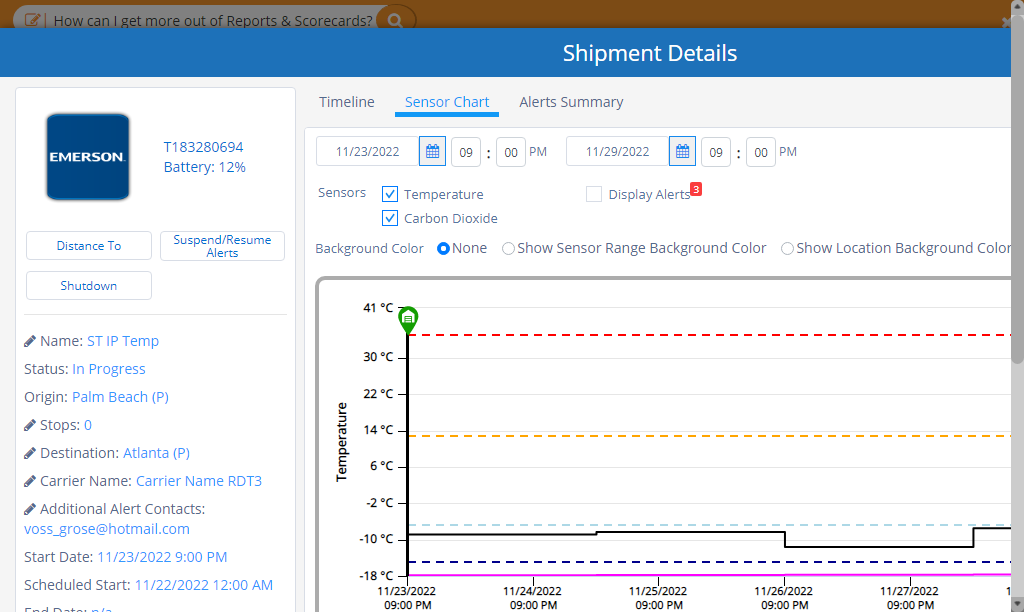 How can I get more out of Reports & Scorecards?
Shipment Details
EMERSON.
T183280694
Battery: 12%
Distance To
Suspend/Resume
Alerts
Shutdown
Name: ST IP Temp
Status: In Progress
Origin: Palm Beach (P)
Stops: 0
Destination: Atlanta (P)
Carrier Name: Carrier Name RDT3
Additional Alert Contacts:
voss_grose@hotmail.com
Start Date: 11/23/2022 9:00 PM
Scheduled Start: 11/22/2022 12:00 AM
End Date: n/a
Timeline Sensor Chart Alerts Summary
11/23/2022 09 : 00 PM 11/29/2022 09 : 00 PM
Sensors Temperature Display Alerts 3
Carbon Dioxide
Background Color None Show Sensor Range Background Color Show Location Background Color
41 °C
30 °C
22 °C
14 °C
6 °C
-2 °C
-10 °C
-18 °C
Temperature
11/23/2022 11/24/2022 11/25/2022 11/26/2022 11/27/2022
09:00 PM 09:00 PM 09:00 PM 09:00 PM 09:00 PM